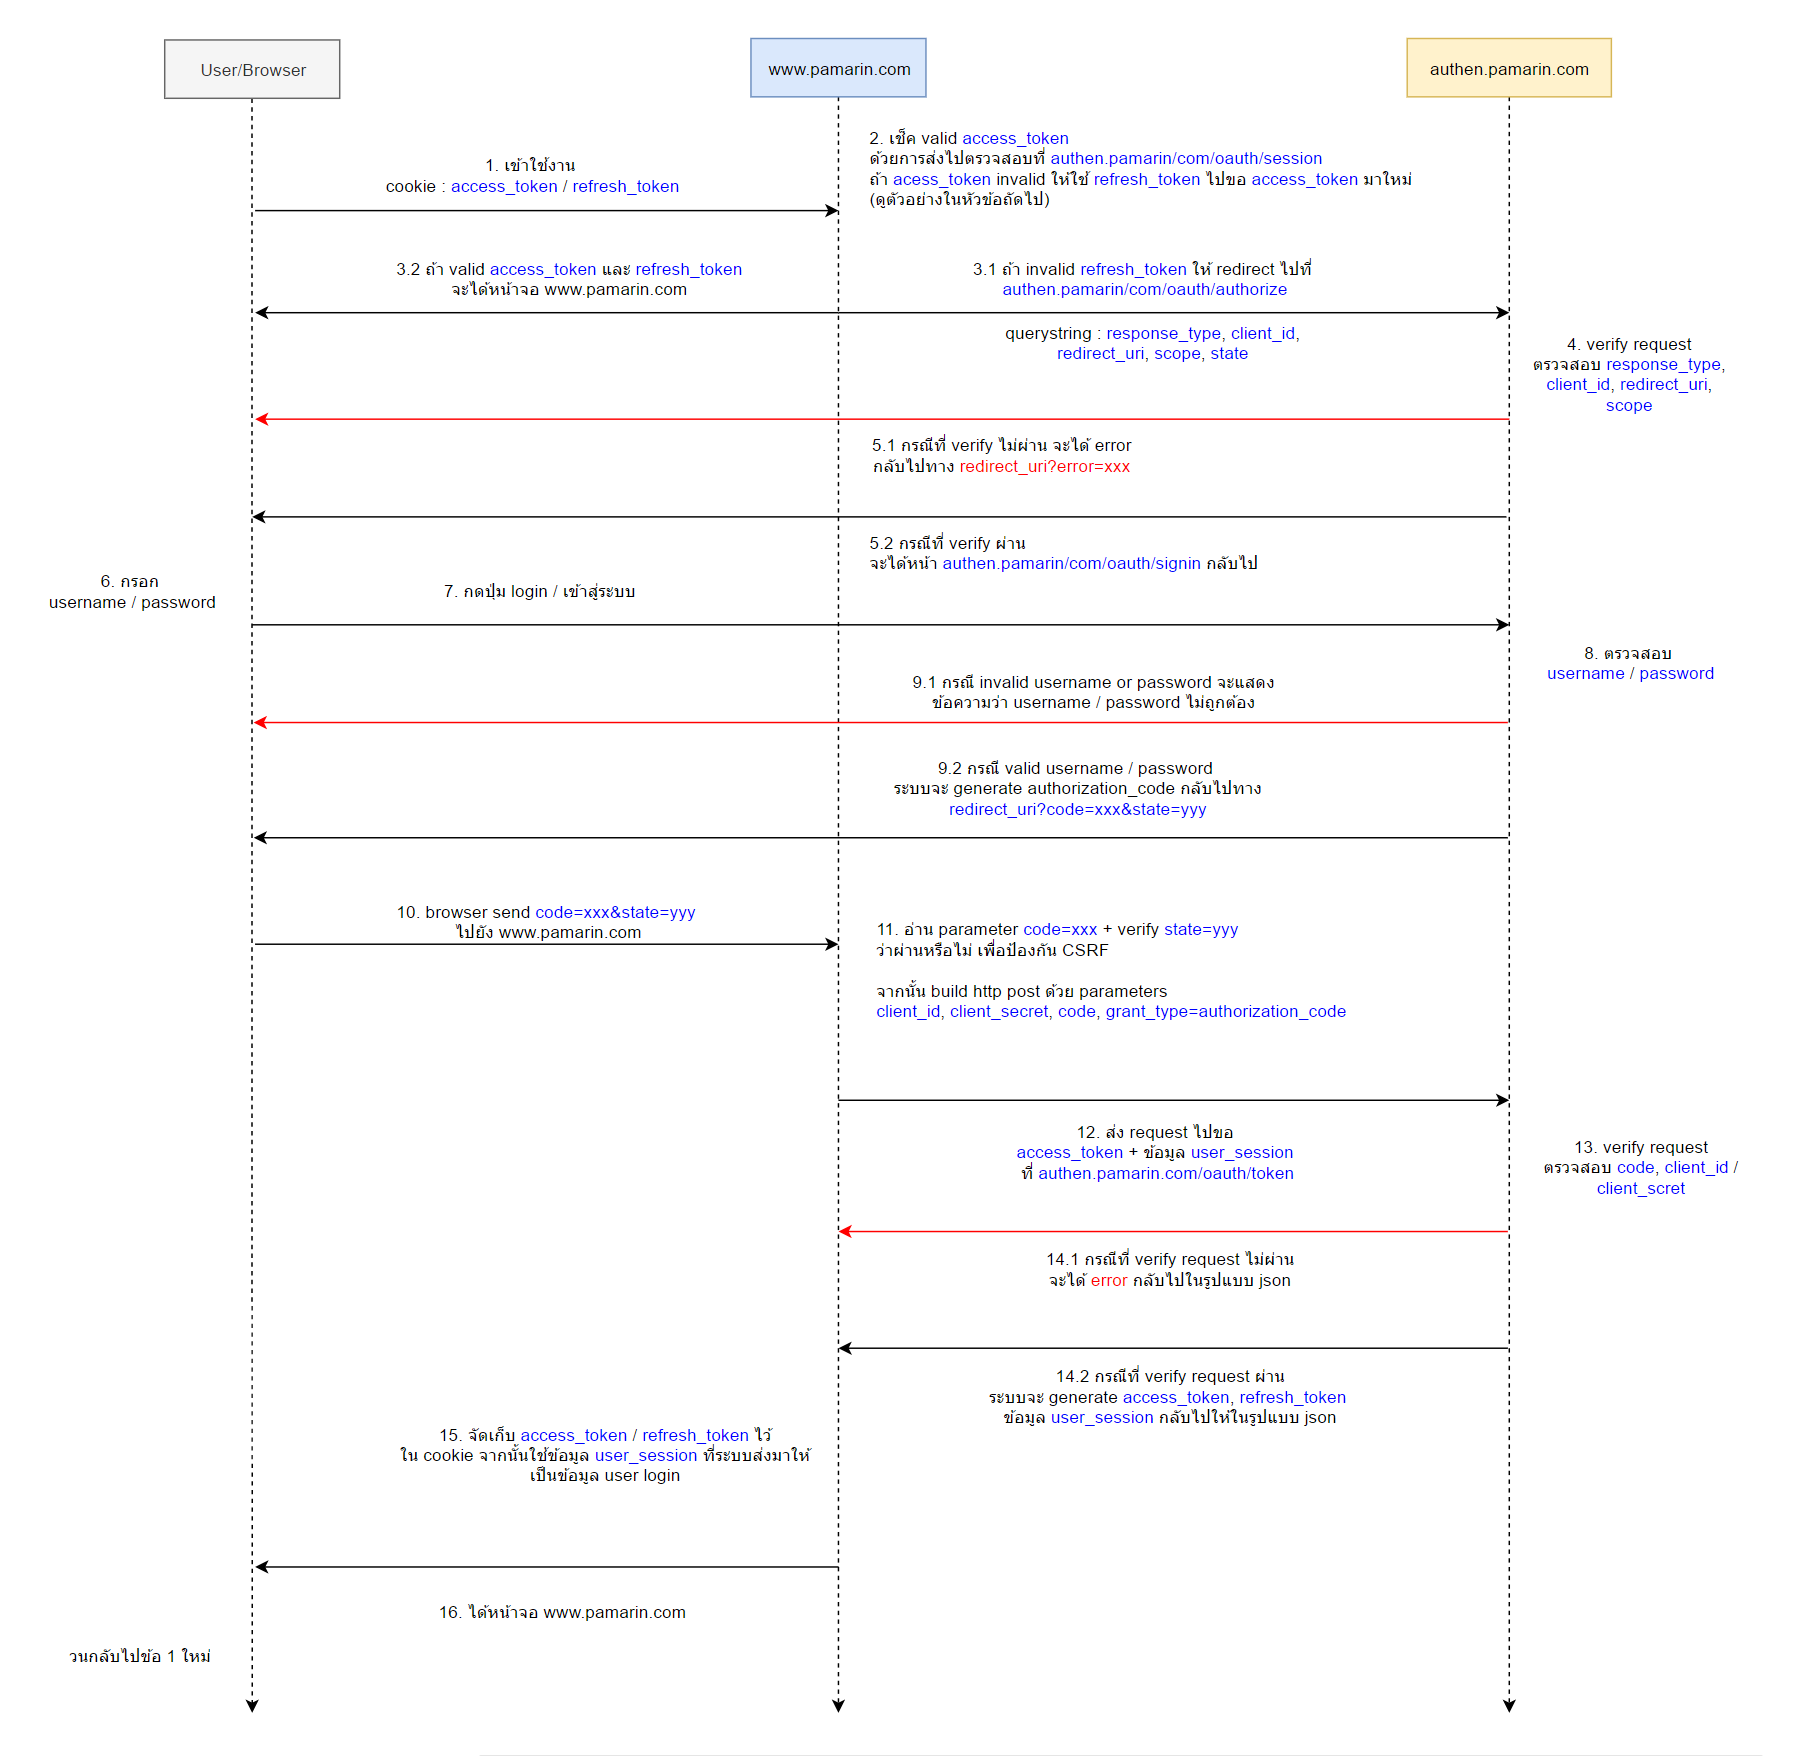 User/Browser
www.pamarin.com
authen.pamarin.com
1. เข้าใช้งาน
cookie : access_token / refresh_token
2. เช็ค valid access_token
ด้วยการส่งไปตรวจสอบที่ authen.pamarin/com/oauth/session
ถ้า acess_token invalid ให้ใช้ refresh_token ไปขอ access_token มาใหม่
(ดูตัวอย่างในหัวข้อถัดไป)
3.2 ถ้า valid access_token และ refresh_token
จะได้หน้าจอ www.pamarin.com
3.1 ถ้า invalid refresh_token ให้ redirect ไปที่
authen.pamarin/com/oauth/authorize
querystring : response_type, client_id,
redirect_uri, scope, state
4. verify request
ตรวจสอบ response_type,
client_id, redirect_uri,
scope
5.1 กรณีที่ verify ไม่ผ่าน จะได้ error
กลับไปทาง redirect_uri?error=xxx
5.2 กรณีที่ verify ผ่าน
จะได้หน้า authen.pamarin/com/oauth/signin กลับไป
6. กรอก
username / password
7. กดปุ่ม login / เข้าสู่ระบบ
8. ตรวจสอบ
username / password
9.1 กรณี invalid username or password จะแสดง
ข้อความว่า username / password ไม่ถูกต้อง
9.2 กรณี valid username / password
ระบบจะ generate authorization_code กลับไปทาง
redirect_uri?code=xxx&state=yyy
10. browser send code=xxx&state=yyy
ไปยัง www.pamarin.com
11. อ่าน parameter code=xxx + verify state=yyy
ว่าผ่านหรือไม่ เพื่อป้องกัน CSRF
จากนั้น build http post ด้วย parameters
client_id, client_secret, code, grant_type=authorization_code
12. ส่ง request ไปขอ
access_token + ข้อมูล user_session
ที่ authen.pamarin.com/oauth/token
13. verify request
ตรวจสอบ code, client_id /
client_scret
14.1 กรณีที่ verify request ไม่ผ่าน
จะได้ error กลับไปในรูปแบบ json
14.2 กรณีที่ verify request ผ่าน
ระบบจะ generate access_token, refresh_token
ข้อมูล user_session กลับไปให้ในรูปแบบ json
15. จัดเก็บ access_token / refresh_token ไว้
ใน cookie จากนั้นใช้ข้อมูล user_session ที่ระบบส่งมาให้
เป็นข้อมูล user login
16. ได้หน้าจอ www.pamarin.com
วนกลับไปข้อ 1 ใหม่